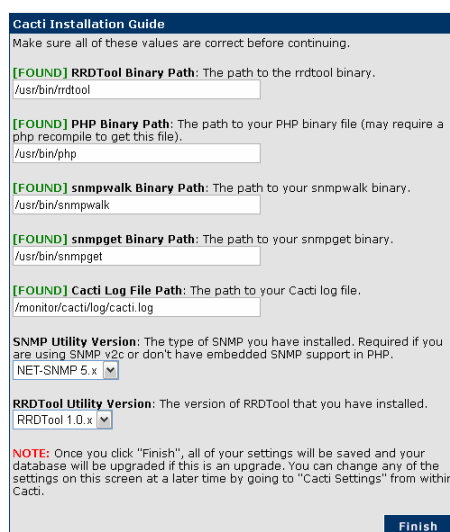 Cacti Installation Guide
Make sure all of these values are correct before continuing.
[FOUND] RRDTool Binary Path: The path to the rrdtool binary.
/usr/bin/rrdtool
[FOUND] PHP Binary Path: The path to your PHP binary file (may require a
php recompile to get this file).
/usr/bin/php
[FOUND] snmpwalk Binary Path: The path to your snmpwalk binary.
/usr/bin/snmpwalk
[FOUND] snmpget Binary Path: The path to your snmpget binary.
/usr/bin/snmpget
[FOUND] Cacti Log File Path: The path to your Cacti log file.
/monitor/cacti/log/cacti.log
SNMP Utility Version: The type of SNMP you have installed. Required if you
are using SNMP v2c or don't have embedded SNMP support in PHP.
NET-SNMP 5.x
RRDTool Utility Version: The version of RRDTool that you have installed.
RRDTool 1.0.x
NOTE: Once you click "Finish", all of your settings will be saved and your
database will be upgraded if this is an upgrade. You can change any of the
settings on this screen at a later time by going to "Cacti Settings" from within
Cacti.
Finish